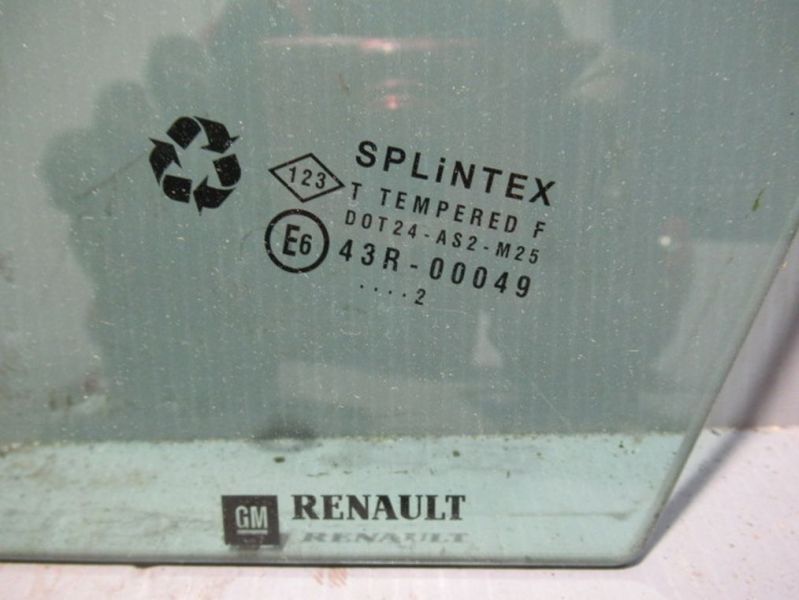 SPLiNTEX
123
T TEMPERED F
DOT24-AS2-M25
E6 43R-00049
....2
GM RENAULT